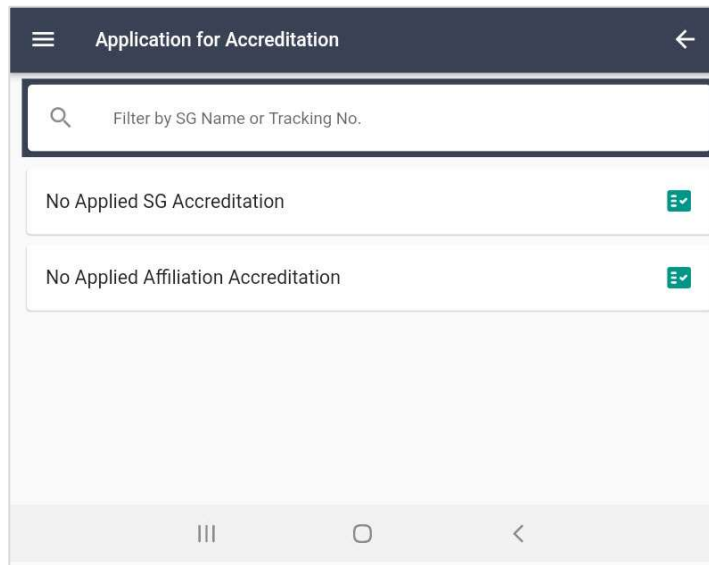 Application for Accreditation
Filter by SG Name or Tracking No.
No Applied SG Accreditation
No Applied Affiliation Accreditation